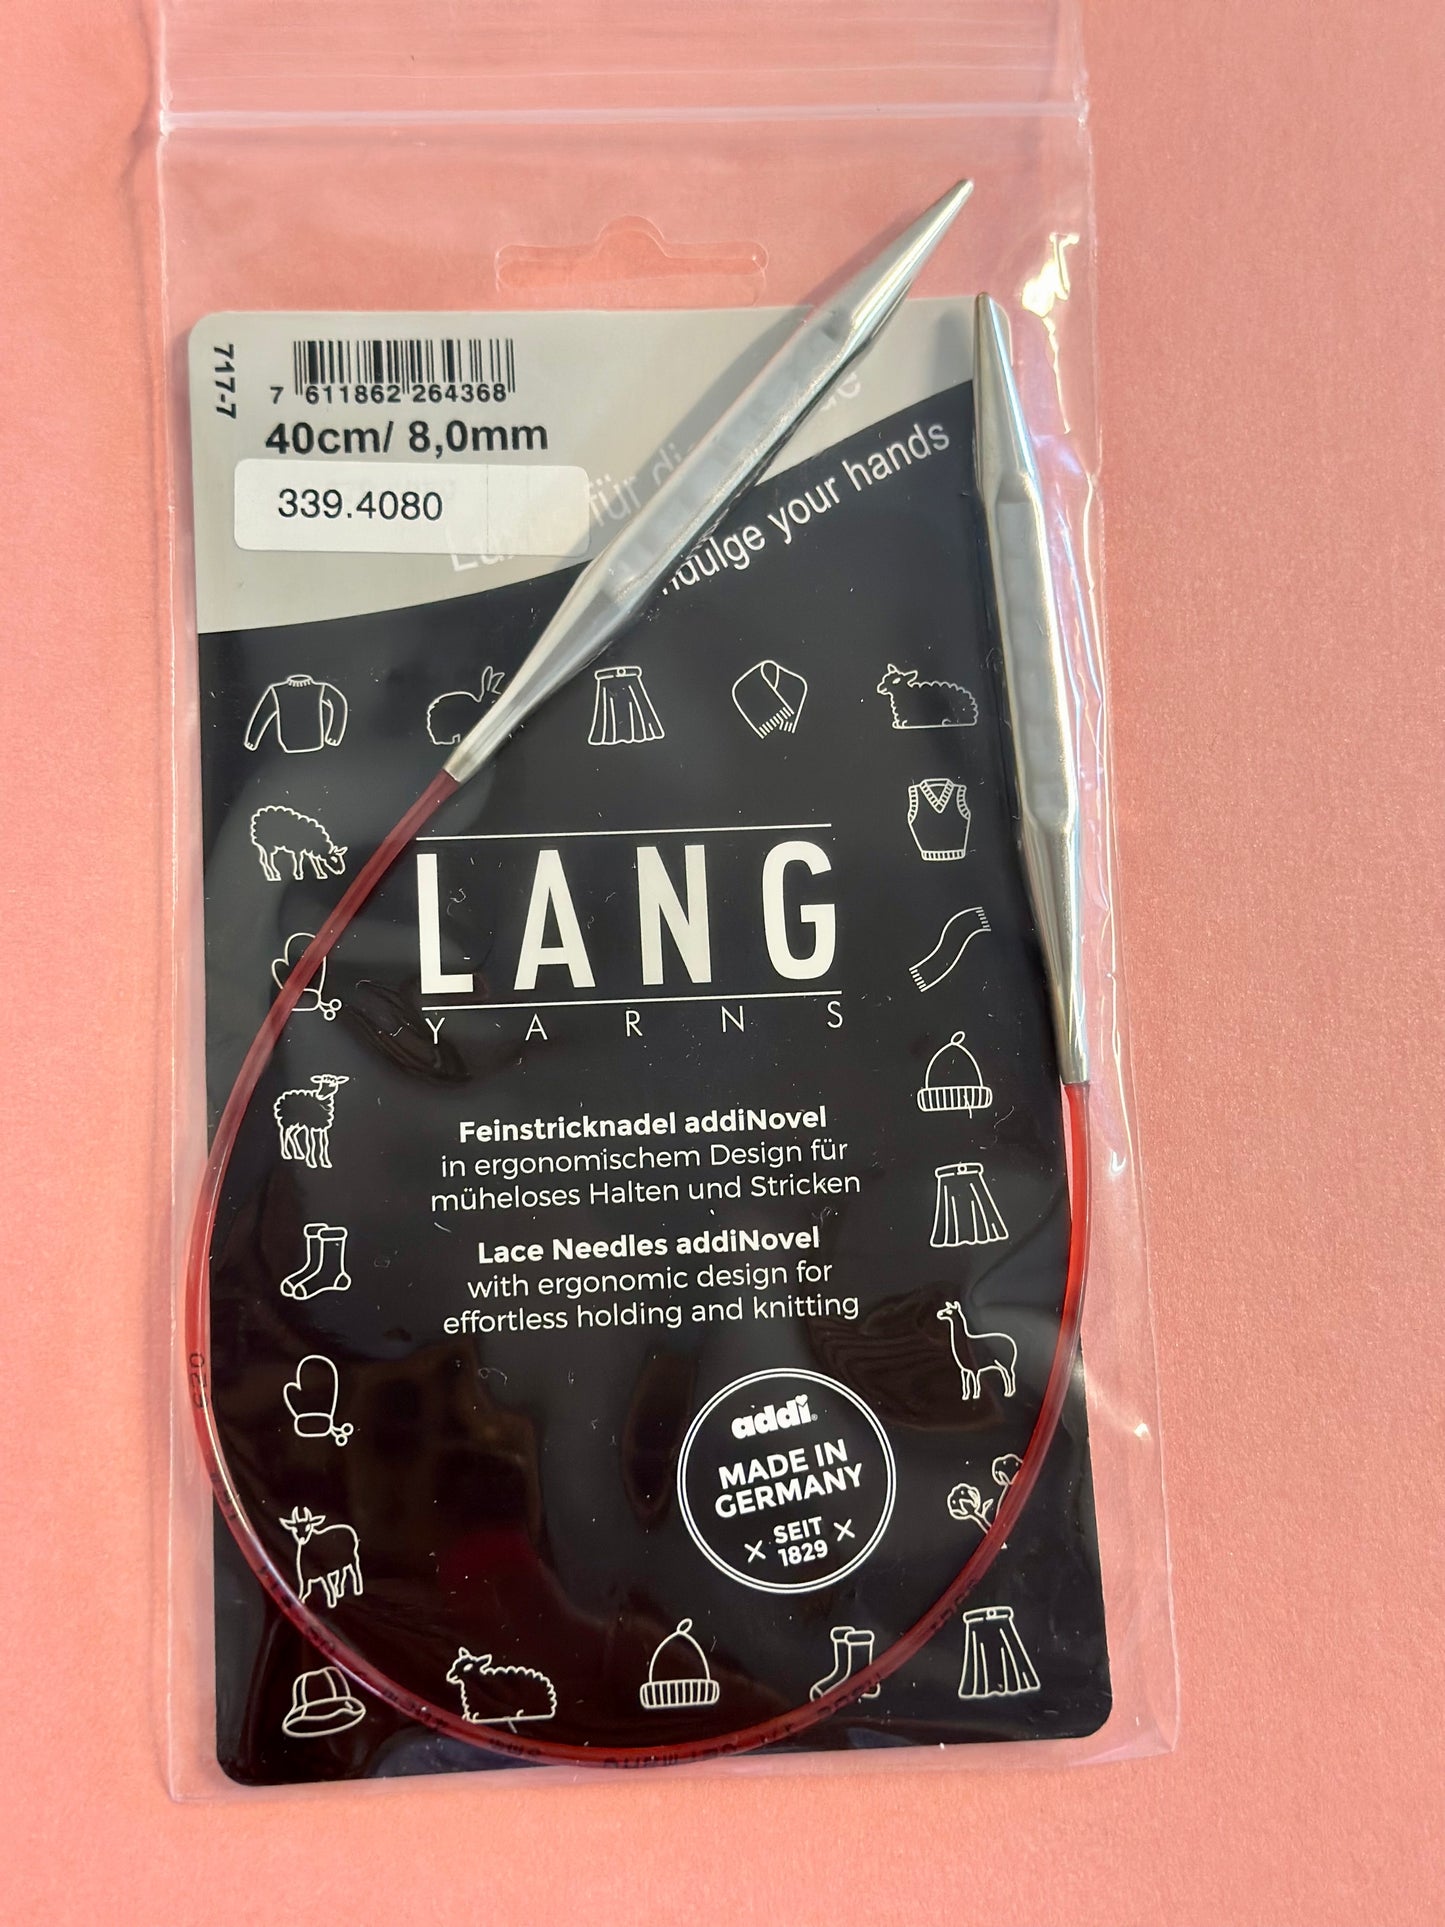 717-7
7 611862 264368
40cm/ 8,0mm
339.4080
für
your hands
LANG
YARNS
Feinstricknadel addiNovel
in ergonomischem Design für
müheloses Halten und Stricken
Lace Needles addiNovel
with ergonomic design for
effortless holding and knitting
addi®
MADE IN
GERMANY
SEIT
1829